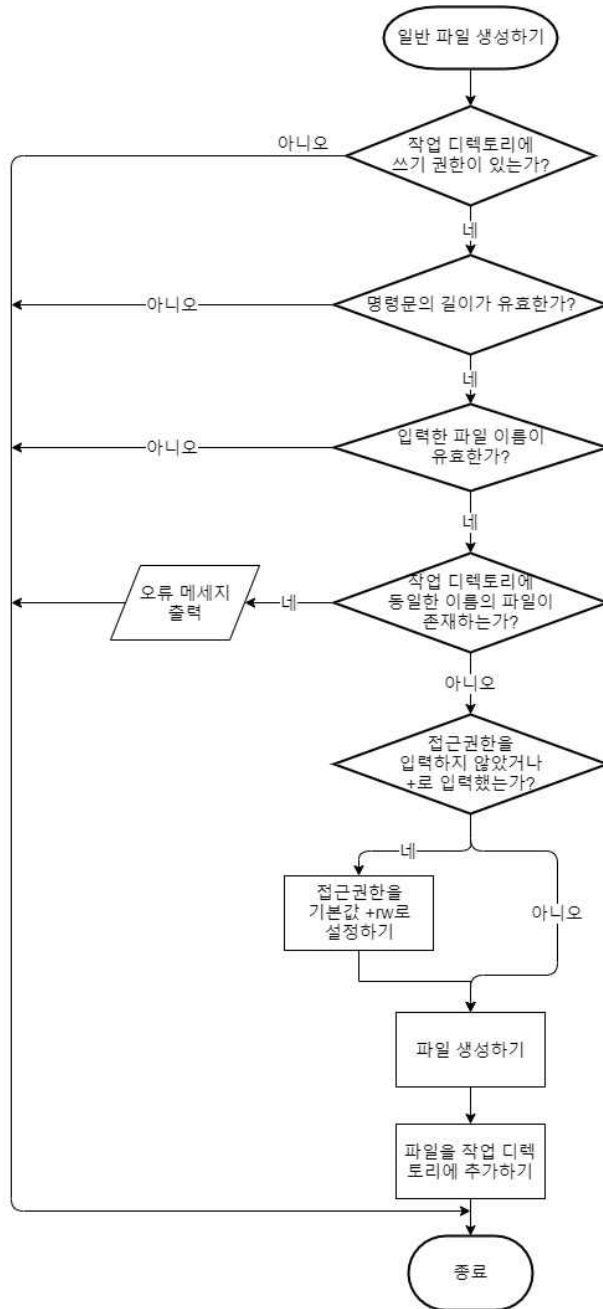 일반 파일 생성하기
아니오
작업 디렉토리에
쓰기 권한이 있는가?
네
아니오
명령문의 길이가 유효한가?
네
아니오
입력한 파일 이름이
유효한가?
네
오류 메세지
출력
네
작업 디렉토리에
동일한 이름의 파일이
존재하는가?
아니오
접근권한을
입력하지 않았거나
+로 입력했는가?
네
접근권한을
기본값 +rw로
설정하기
아니오
파일 생성하기
파일을 작업 디렉
토리에 추가하기
종료